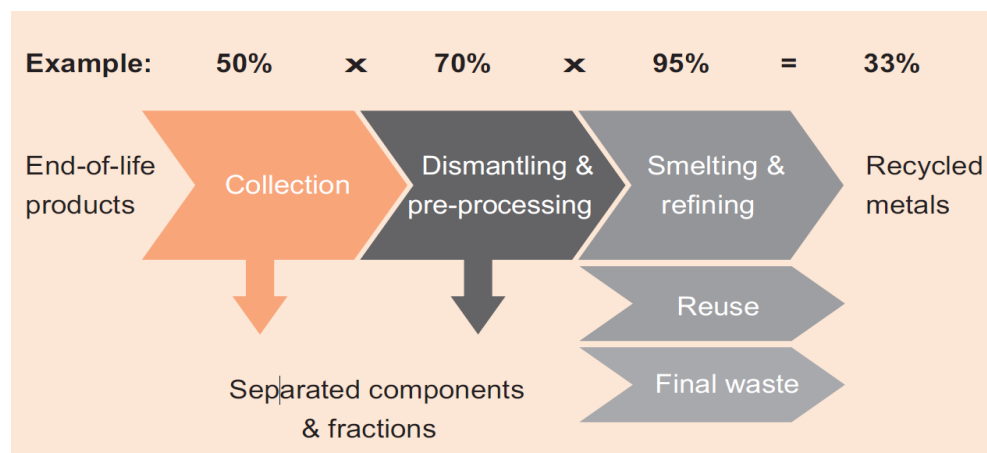 Example: 50% x 70% x 95% = 33%
End-of-life
products
Collection
Dismantling &
pre-processing
Smelting &
refining
Recycled
metals
Reuse
Final waste
Separated components
& fractions